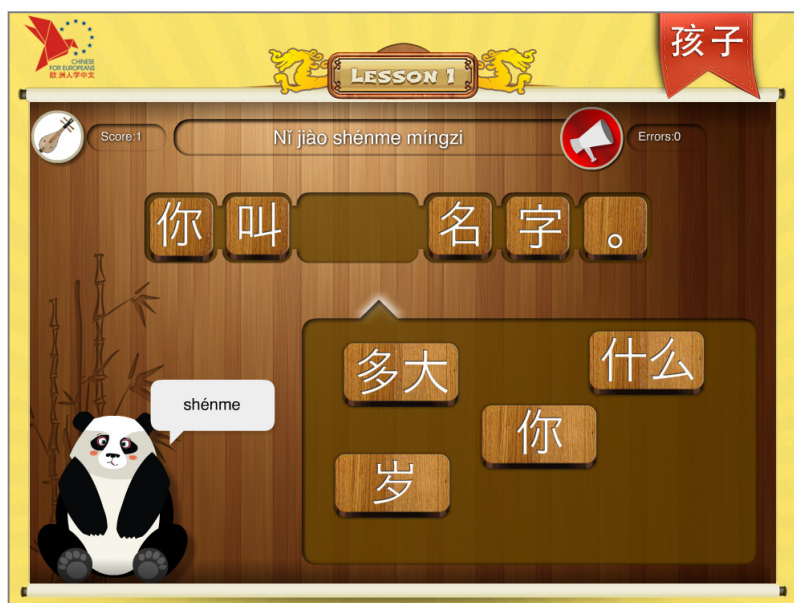 CHINESE
FOR EUROPEANS
欧洲人学中文
LESSON 1
孩子
Score:1
Nǐ jiào shénme míngzi
Errors:0
你 叫 名 字 。
多大
什么
你
岁
shénme